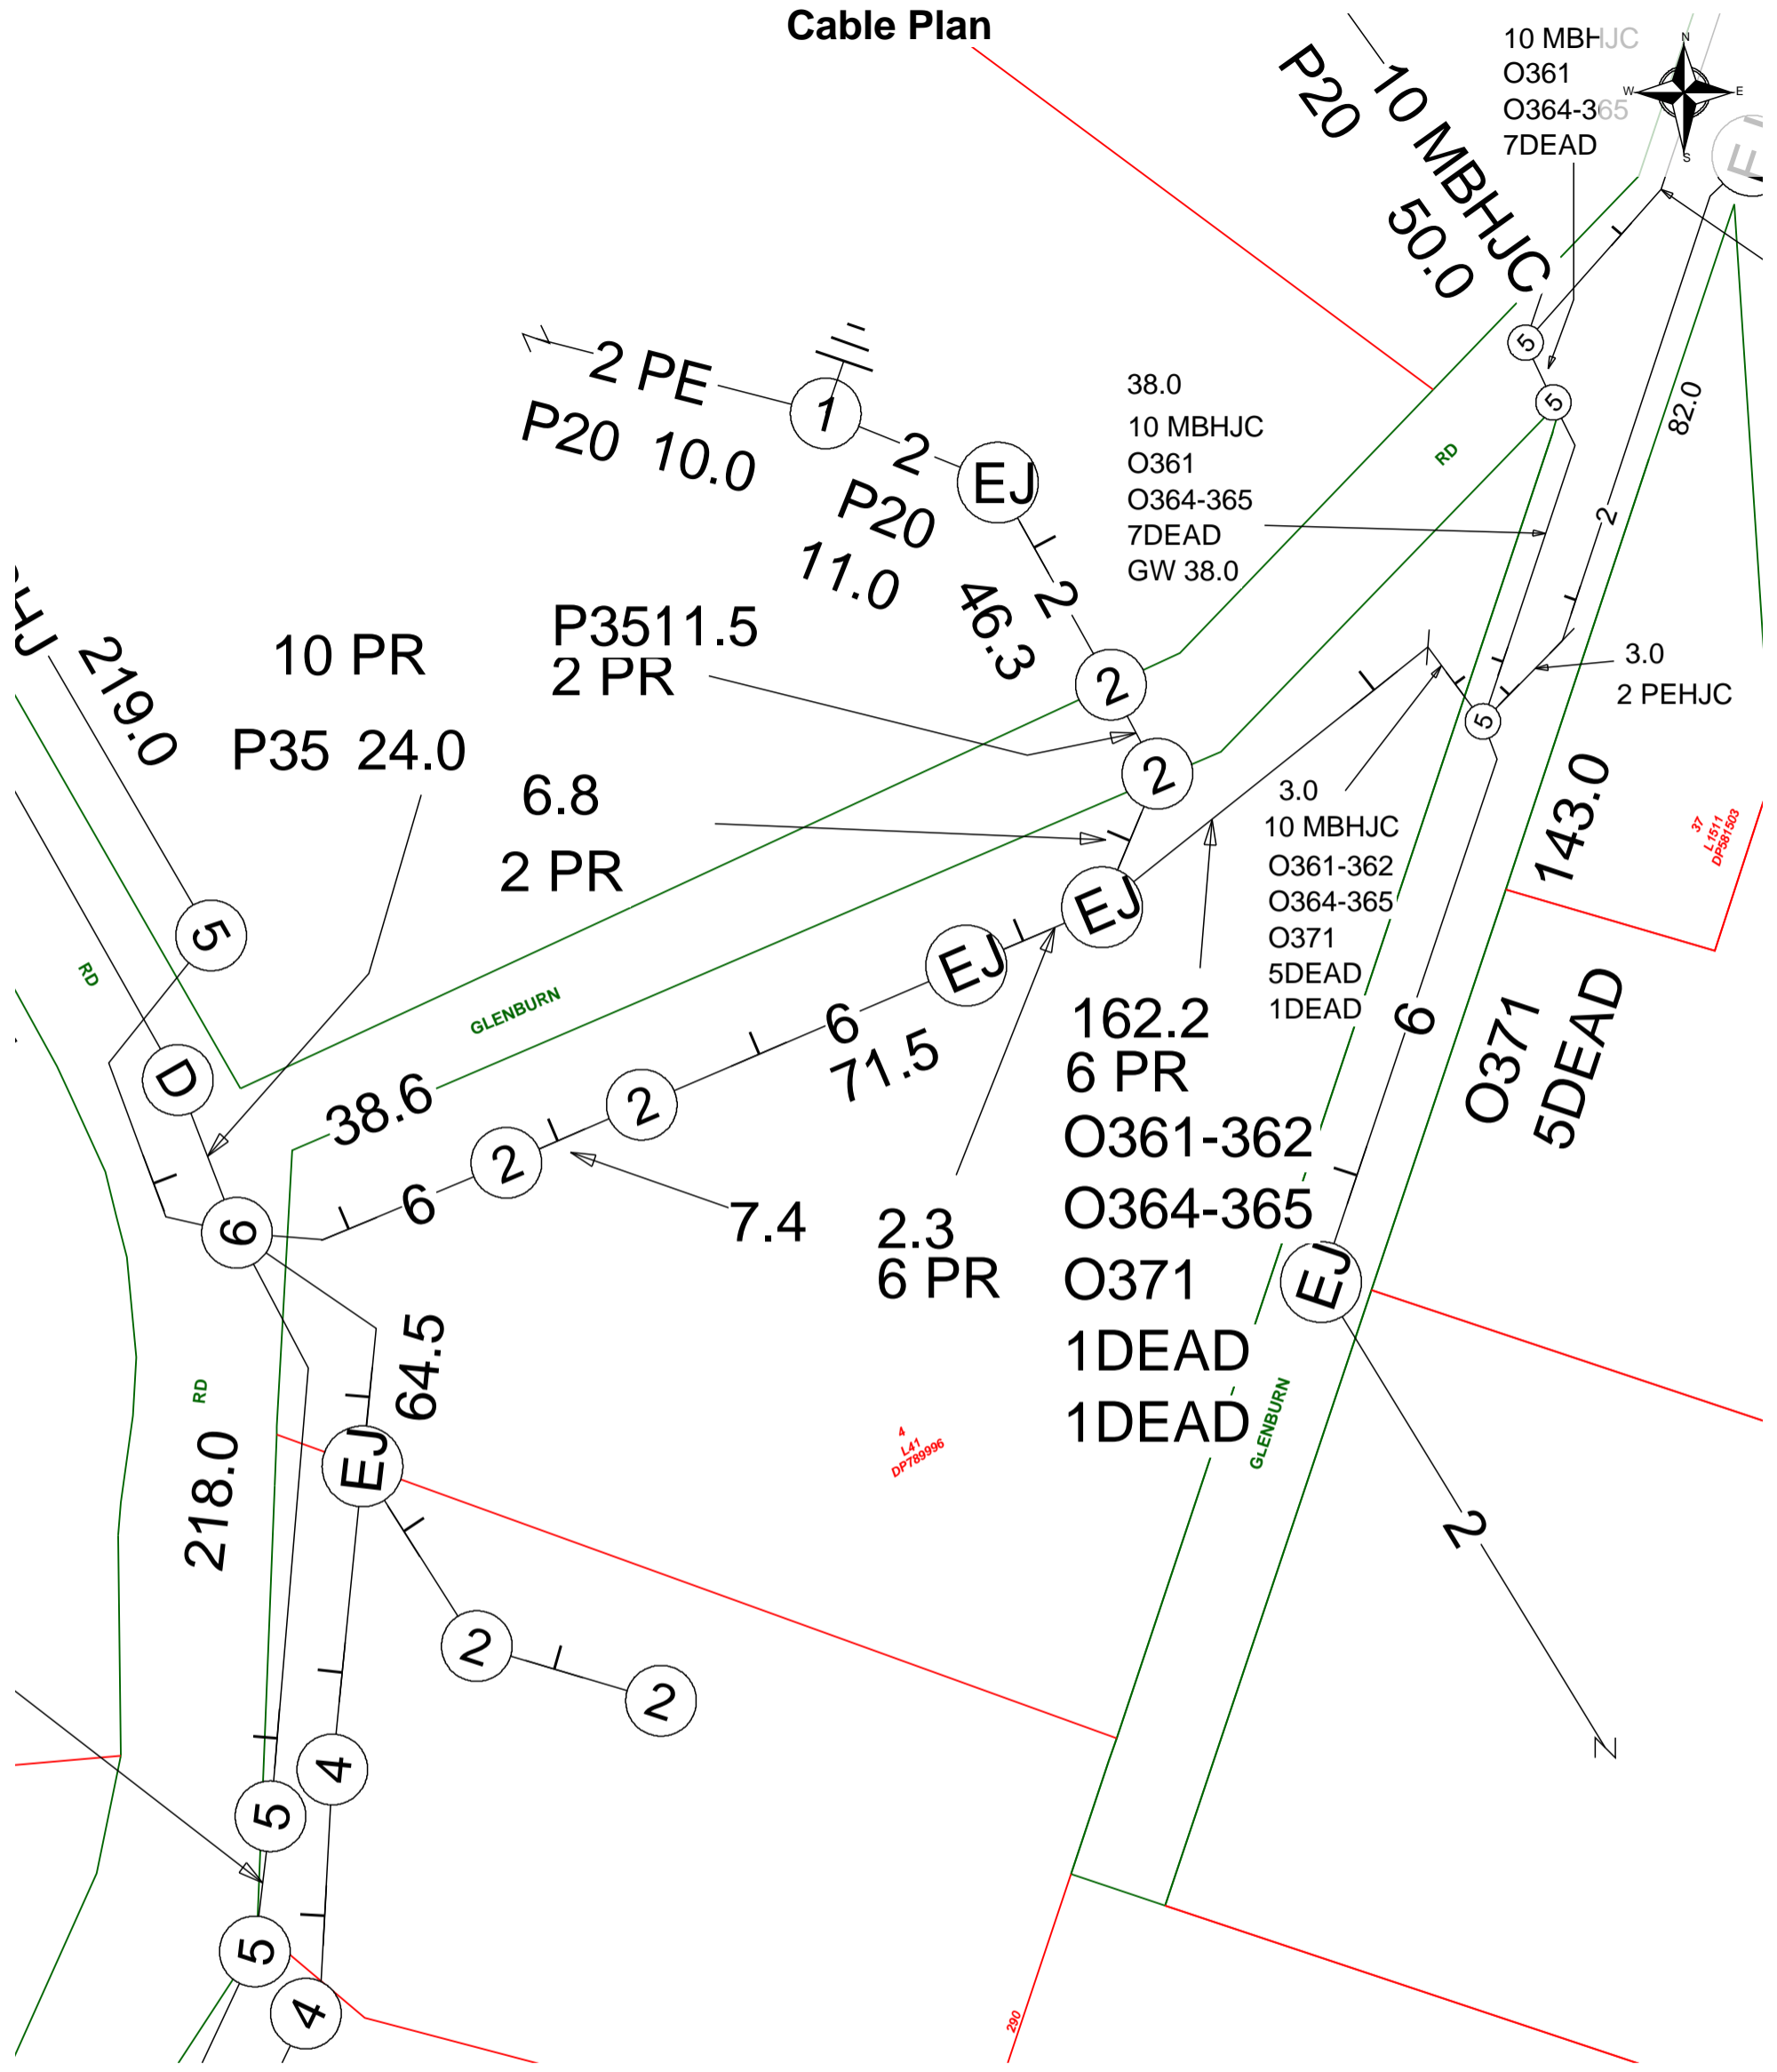 Cable Plan
10 MBHJC
O361
O364-365
7DEAD
N
W
E
S
10 MBHJC
P20
50.0
2 PE
P20 10.0
1
2
EJ
P20
11.0
2
46.3
38.0
10 MBHJC
O361
O364-365
7DEAD
GW 38.0
RD
5
5
82.0
2
219.0
10 PR
P35 24.0
P3511.5
2 PR
2
2
6.8
2 PR
3.0
2 PEHJC
5
3.0
10 MBHJC
O361-362
O364-365
O371
5DEAD
1DEAD
143.0
37
L1511
DP581503
5
RD
GLENBURN
EJ
EJ
6
71.5
162.2
6 PR
O361-362
O364-365
O371
1DEAD
1DEAD
6
O371
5DEAD
D
38.6
2
2
6
6
7.4
2.3
6 PR
EJ
64.5
RD
218.0
EJ
4
L41
DP789996
GLENBURN
2
2
2
4
5
5
4
290